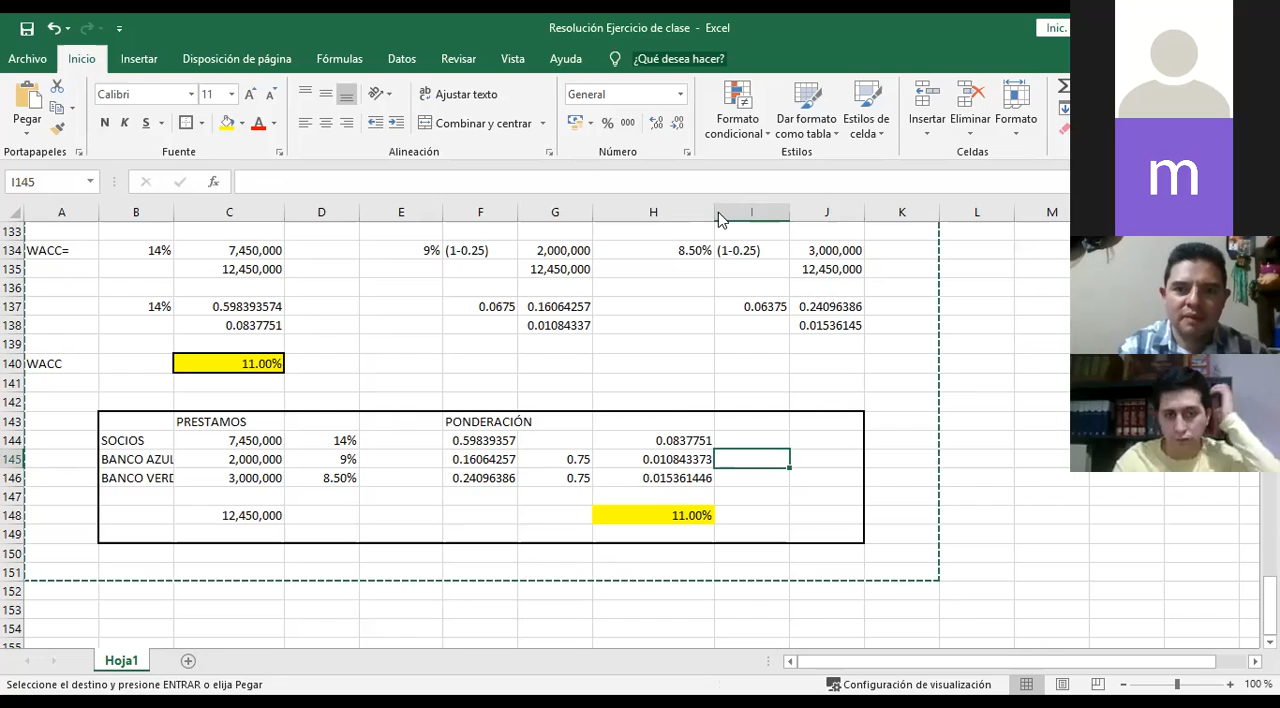 Resolución Ejercicio de clase - Excel
Inic.
Archivo Inicio Insertar Disposición de página Fórmulas Datos Revisar Vista Ayuda ¿Qué desea hacer?
Calibri 11 General
Pegar
N K S
Ajustar texto
Combinar y centrar
% 000
Formato condicional
Dar formato como tabla
Estilos de celda
Insertar Eliminar Formato
Portapapeles Fuente Alineación Número Estilos Celdas
I145 fx
A B C D E F G H I J K L M
133
134 WACC= 14% 7,450,000 9% (1-0.25) 2,000,000 8.50% (1-0.25) 3,000,000
135 12,450,000 12,450,000 12,450,000
136
137 14% 0.598393574 0.0675 0.16064257 0.06375 0.24096386
138 0.0837751 0.01084337 0.01536145
139
140 WACC 11.00%
141
142
143 PRESTAMOS PONDERACIÓN
144 SOCIOS 7,450,000 14% 0.59839357 0.0837751
145 BANCO AZUL 2,000,000 9% 0.16064257 0.75 0.010843373
146 BANCO VERD 3,000,000 8.50% 0.24096386 0.75 0.015361446
147
148 12,450,000 11.00%
149
150
151
152
153
154
155
Hoja1
Seleccione el destino y presione ENTRAR o elija Pegar
Configuración de visualización
100 %
m